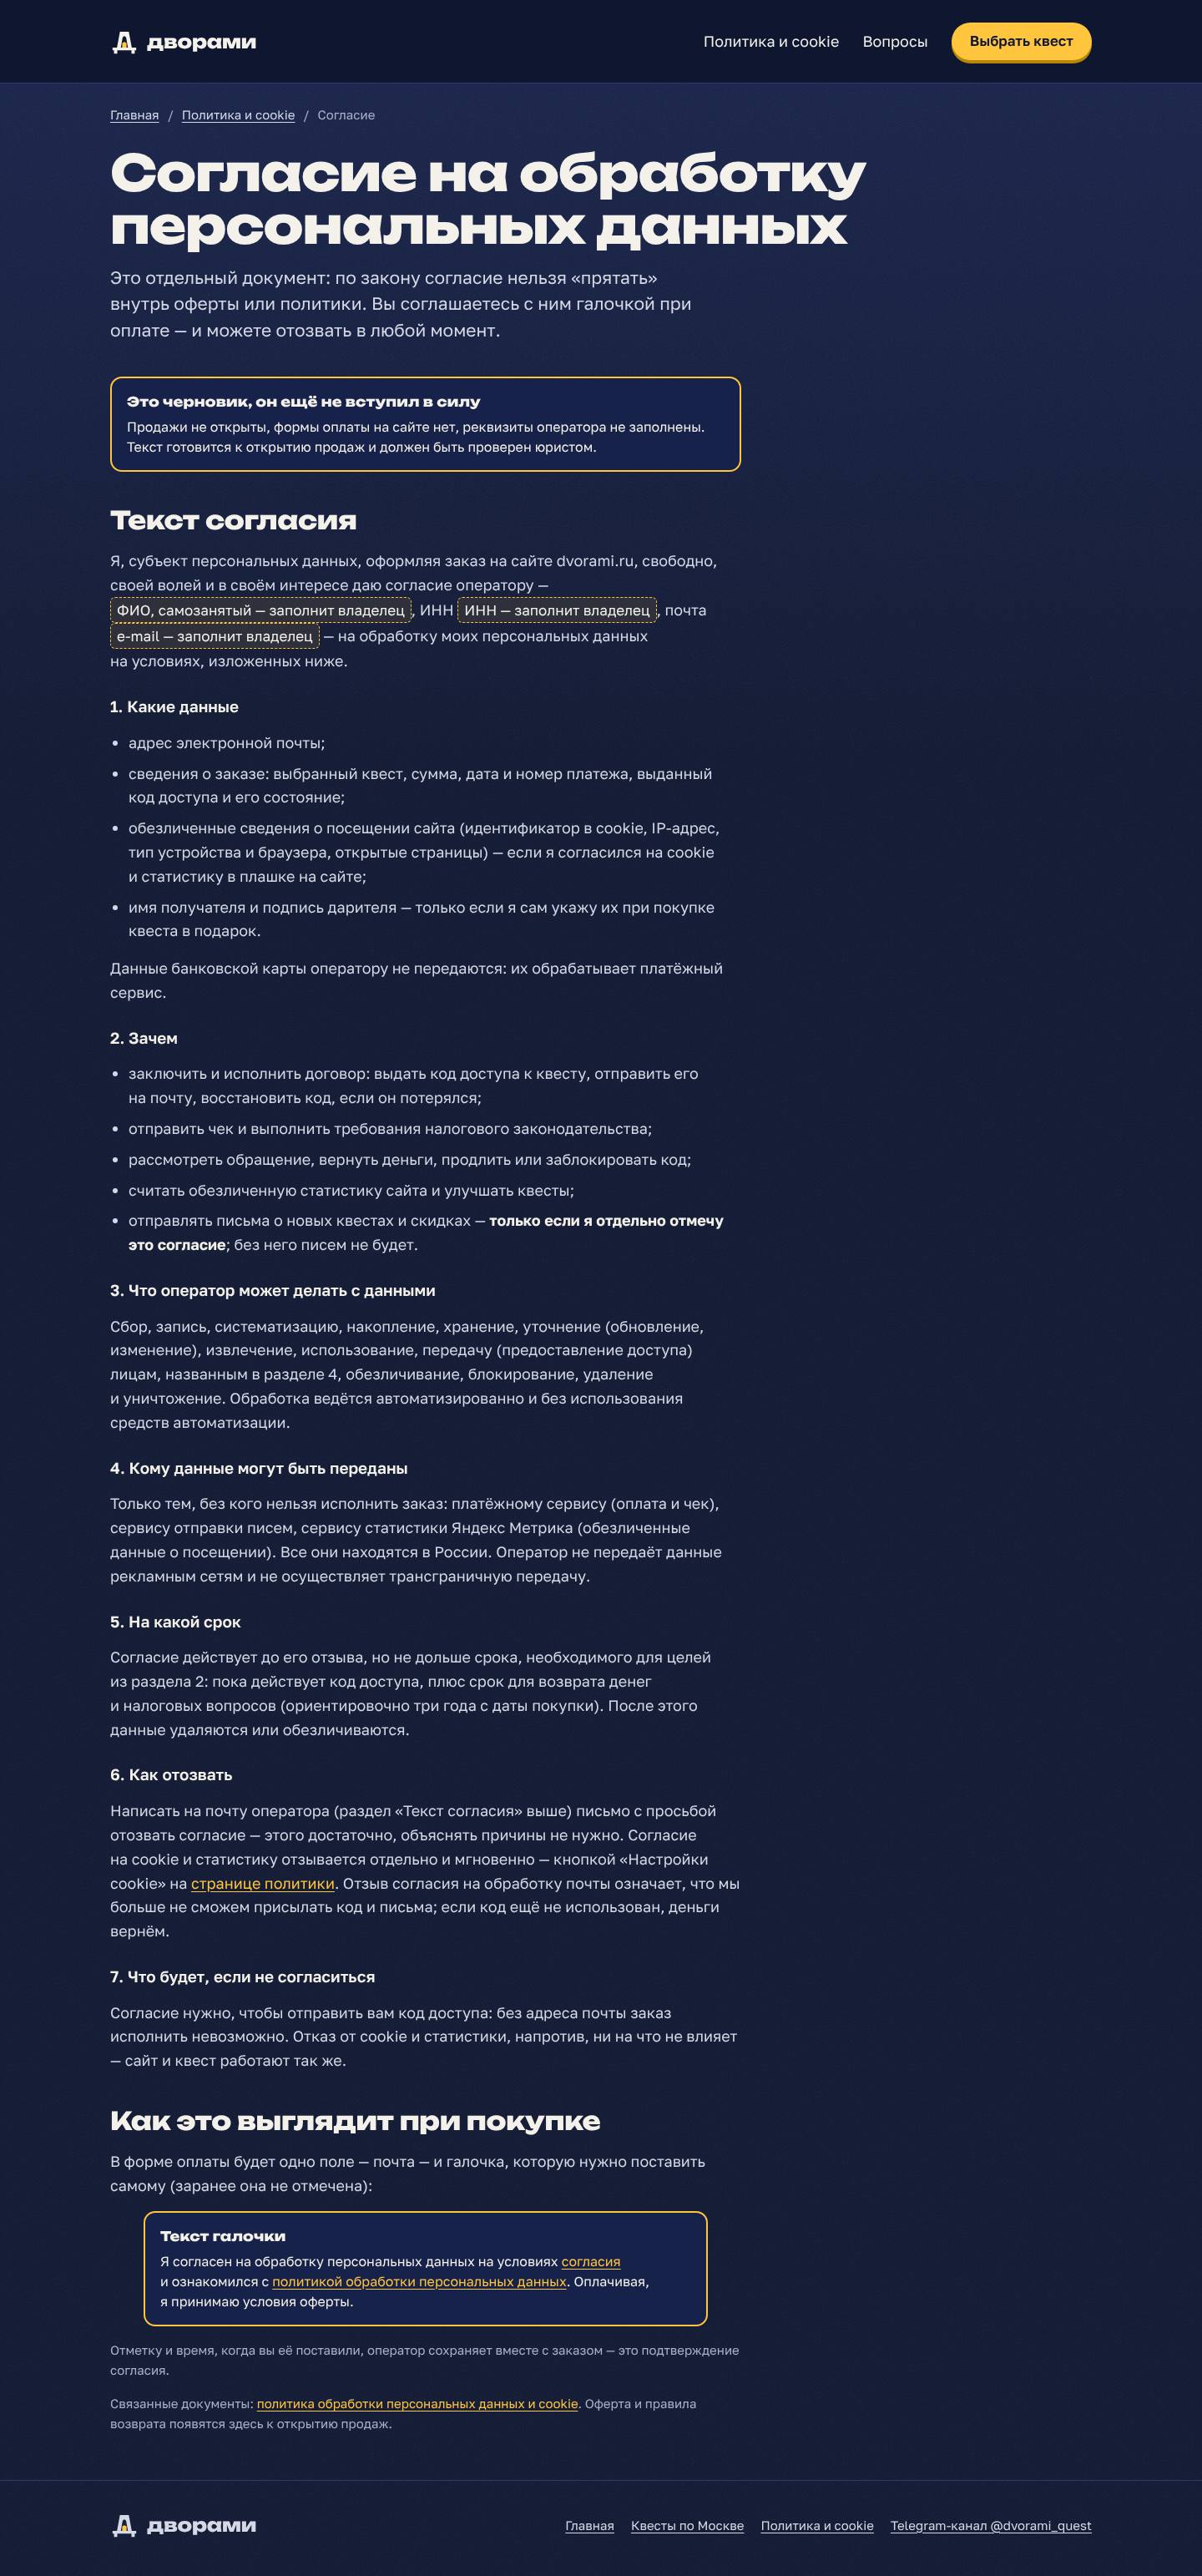 дворами
Политика и cookie
Вопросы
Выбрать квест
Главная / Политика и cookie / Согласие
Согласие на обработку
персональных данных
Это отдельный документ: по закону согласие нельзя «прятать»
внутрь оферты или политики. Вы соглашаетесь с ним галочкой при
оплате — и можете отозвать в любой момент.
Это черновик, он ещё не вступил в силу
Продажи не открыты, формы оплаты на сайте нет, реквизиты оператора не заполнены.
Текст готовится к открытию продаж и должен быть проверен юристом.
Текст согласия
Я, субъект персональных данных, оформляя заказ на сайте dvorami.ru, свободно,
своей волей и в своём интересе даю согласие оператору —
ФИО, самозанятый — заполнит владелец, ИНН ИНН — заполнит владелец, почта
e-mail — заполнит владелец — на обработку моих персональных данных
на условиях, изложенных ниже.
1. Какие данные
• адрес электронной почты;
• сведения о заказе: выбранный квест, сумма, дата и номер платежа, выданный
код доступа и его состояние;
• обезличенные сведения о посещении сайта (идентификатор в cookie, IP-адрес,
тип устройства и браузера, открытые страницы) — если я согласился на cookie
и статистику в плашке на сайте;
• имя получателя и подпись дарителя — только если я сам укажу их при покупке
квеста в подарок.
Данные банковской карты оператору не передаются: их обрабатывает платёжный
сервис.
2. Зачем
• заключить и исполнить договор: выдать код доступа к квесту, отправить его
на почту, восстановить код, если он потерялся;
• отправить чек и выполнить требования налогового законодательства;
• рассмотреть обращение, вернуть деньги, продлить или заблокировать код;
• считать обезличенную статистику сайта и улучшать квесты;
• отправлять письма о новых квестах и скидках — только если я отдельно отмечу
это согласие; без него писем не будет.
3. Что оператор может делать с данными
Сбор, запись, систематизацию, накопление, хранение, уточнение (обновление,
изменение), извлечение, использование, передачу (предоставление доступа)
лицам, названным в разделе 4, обезличивание, блокирование, удаление
и уничтожение. Обработка ведётся автоматизированно и без использования
средств автоматизации.
4. Кому данные могут быть переданы
Только тем, без кого нельзя исполнить заказ: платёжному сервису (оплата и чек),
сервису отправки писем, сервису статистики Яндекс Метрика (обезличенные
данные о посещении). Все они находятся в России. Оператор не передаёт данные
рекламным сетям и не осуществляет трансграничную передачу.
5. На какой срок
Согласие действует до его отзыва, но не дольше срока, необходимого для целей
из раздела 2: пока действует код доступа, плюс срок для возврата денег
и налоговых вопросов (ориентировочно три года с даты покупки). После этого
данные удаляются или обезличиваются.
6. Как отозвать
Написать на почту оператора (раздел «Текст согласия» выше) письмо с просьбой
отозвать согласие — этого достаточно, объяснять причины не нужно. Согласие
на cookie и статистику отзывается отдельно и мгновенно — кнопкой «Настройки
cookie» на странице политики. Отзыв согласия на обработку почты означает, что мы
больше не сможем присылать код и письма; если код ещё не использован, деньги
вернём.
7. Что будет, если не согласиться
Согласие нужно, чтобы отправить вам код доступа: без адреса почты заказ
исполнить невозможно. Отказ от cookie и статистики, напротив, ни на что не влияет
— сайт и квест работают так же.
Как это выглядит при покупке
В форме оплаты будет одно поле — почта — и галочка, которую нужно поставить
самому (заранее она не отмечена):
Текст галочки
Я согласен на обработку персональных данных на условиях согласия
и ознакомился с политикой обработки персональных данных. Оплачивая,
я принимаю условия оферты.
Отметку и время, когда вы её поставили, оператор сохраняет вместе с заказом — это подтверждение
согласия.
Связанные документы: политика обработки персональных данных и cookie. Оферта и правила
возврата появятся здесь к открытию продаж.
дворами
Главная
Квесты по Москве
Политика и cookie
Telegram-канал @dvorami_quest